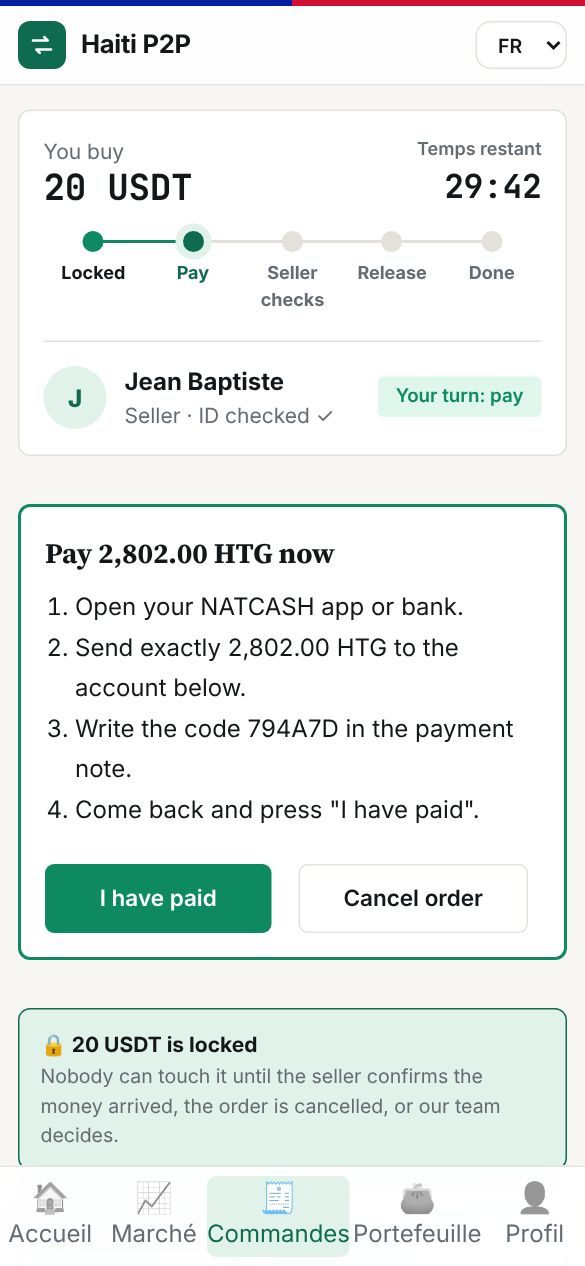 Haiti P2P
FR
You buy
Temps restant
20 USDT
29:42
Locked
Pay
Seller
checks
Release
Done
J
Jean Baptiste
Seller · ID checked ✓
Your turn: pay
Pay 2,802.00 HTG now
1. Open your NATCASH app or bank.
2. Send exactly 2,802.00 HTG to the
account below.
3. Write the code 794A7D in the payment
note.
4. Come back and press "I have paid".
I have paid
Cancel order
🔒 20 USDT is locked
Nobody can touch it until the seller confirms the
money arrived, the order is cancelled, or our team
decides.
Accueil
Marché
Commandes
Portefeuille
Profil